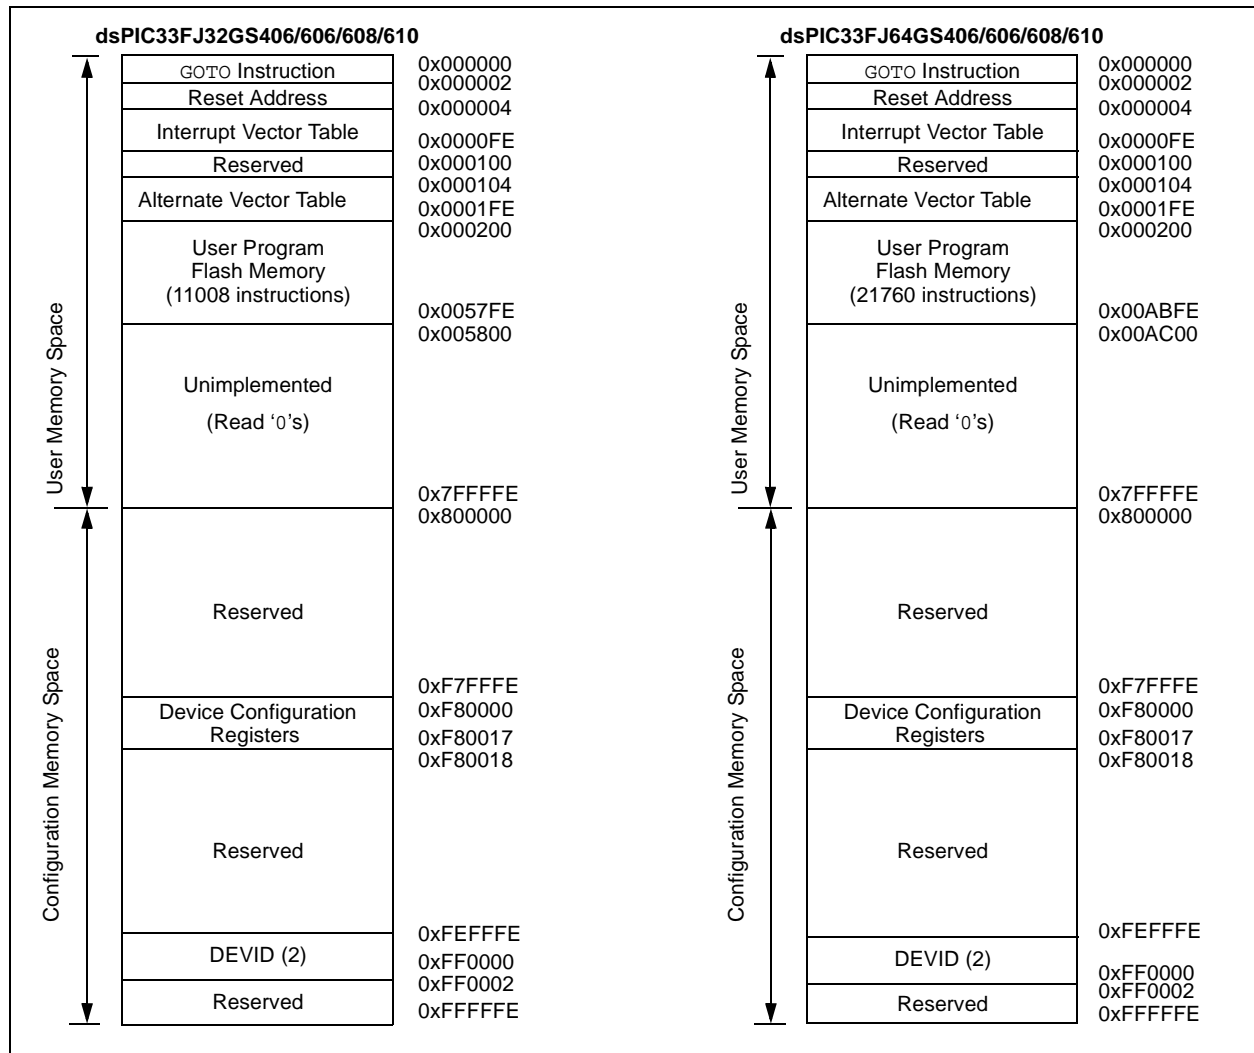 dsPIC33FJ32GS406/606/608/610
GOTO Instruction
0x000000
0x000002
Reset Address
0x000004
Interrupt Vector Table
0x0000FE
Reserved
0x000100
0x000104
Alternate Vector Table
0x0001FE
0x000200
User Program
Flash Memory
(11008 instructions)
0x0057FE
0x005800
Unimplemented
(Read ‘0’s)
User Memory Space
0x7FFFFE
0x800000
Reserved
0xF7FFFE
Device Configuration
Registers
0xF80000
0xF80017
0xF80018
Configuration Memory Space
Reserved
0xFEFFFE
DEVID (2)
0xFF0000
0xFF0002
Reserved
0xFFFFFE
dsPIC33FJ64GS406/606/608/610
GOTO Instruction
0x000000
0x000002
Reset Address
0x000004
Interrupt Vector Table
0x0000FE
Reserved
0x000100
0x000104
Alternate Vector Table
0x0001FE
0x000200
User Program
Flash Memory
(21760 instructions)
0x00ABFE
0x00AC00
Unimplemented
(Read ‘0’s)
User Memory Space
0x7FFFFE
0x800000
Reserved
0xF7FFFE
Device Configuration
Registers
0xF80000
0xF80017
0xF80018
Configuration Memory Space
Reserved
0xFEFFFE
DEVID (2)
0xFF0000
0xFF0002
Reserved
0xFFFFFE